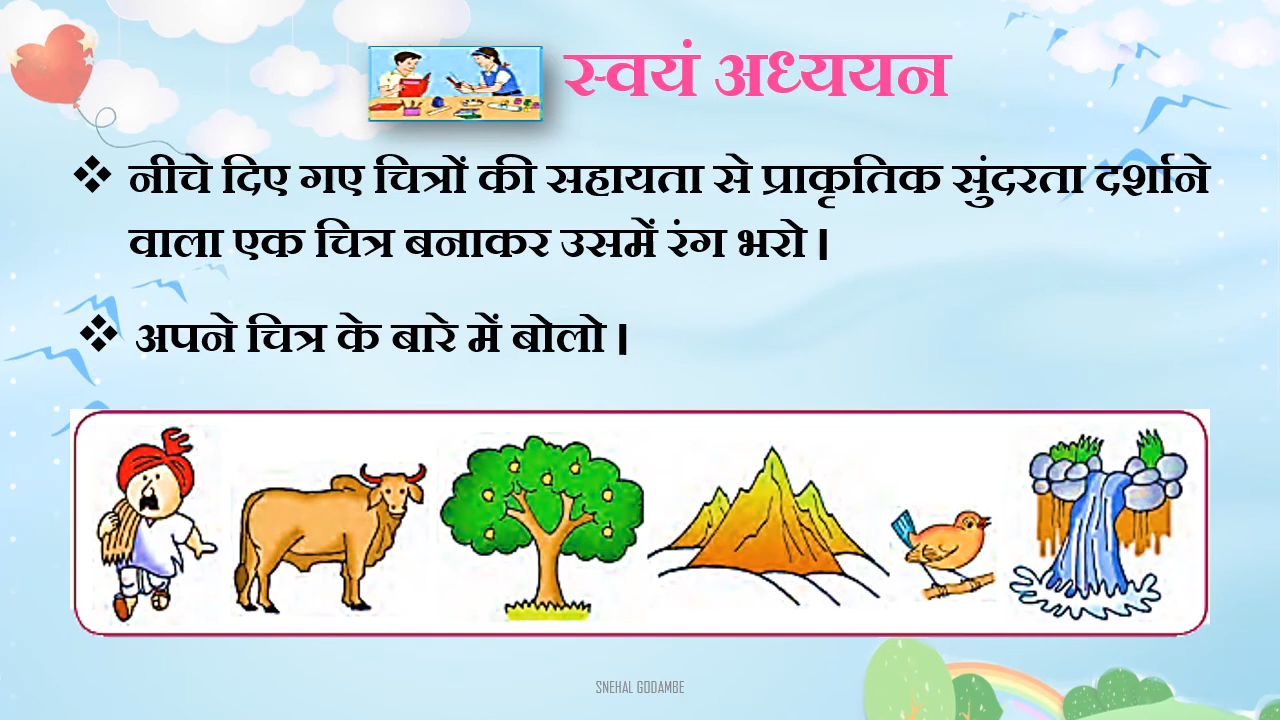 स्वयं अध्ययन
❖ नीचे दिए गए चित्रों की सहायता से प्राकृतिक सुंदरता दर्शाने
वाला एक चित्र बनाकर उसमें रंग भरो।
❖ अपने चित्र के बारे में बोलो।
SNEHAL GODAMBE